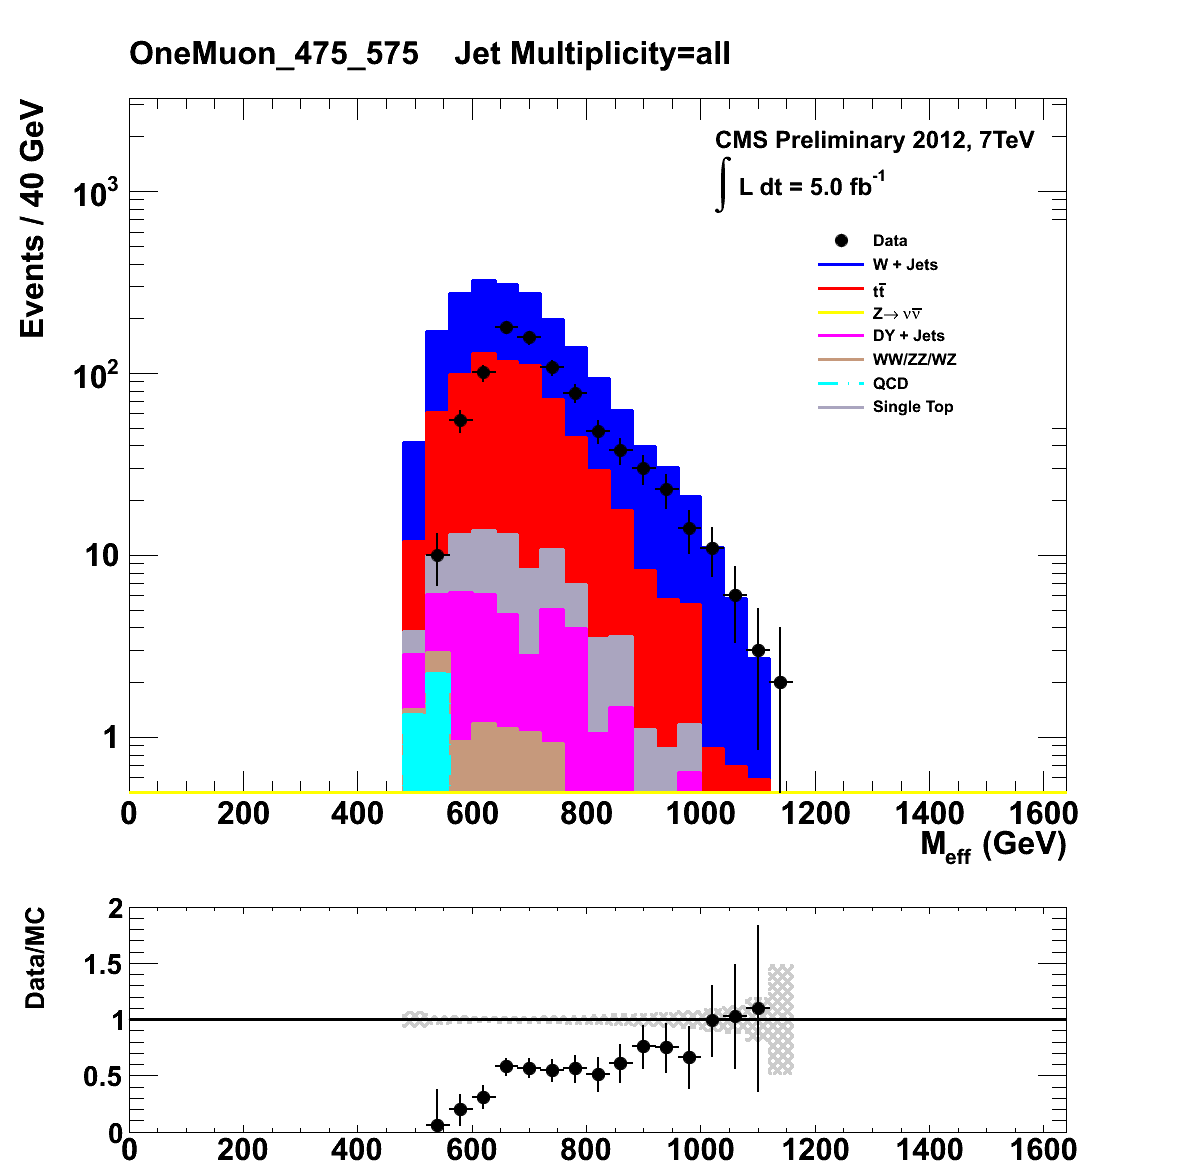 OneMuon_475_575 Jet Multiplicity=all
Events / 40 GeV
CMS Preliminary 2012, 7TeV
∫ L dt = 5.0 fb⁻¹
Data
W + Jets
tt̅
Z→ νν̅
DY + Jets
WW/ZZ/WZ
QCD
Single Top
10³
10²
10
1
0 200 400 600 800 1000 1200 1400 1600
M_eff (GeV)
Data/MC
2
1.5
1
0.5
0
0 200 400 600 800 1000 1200 1400 1600